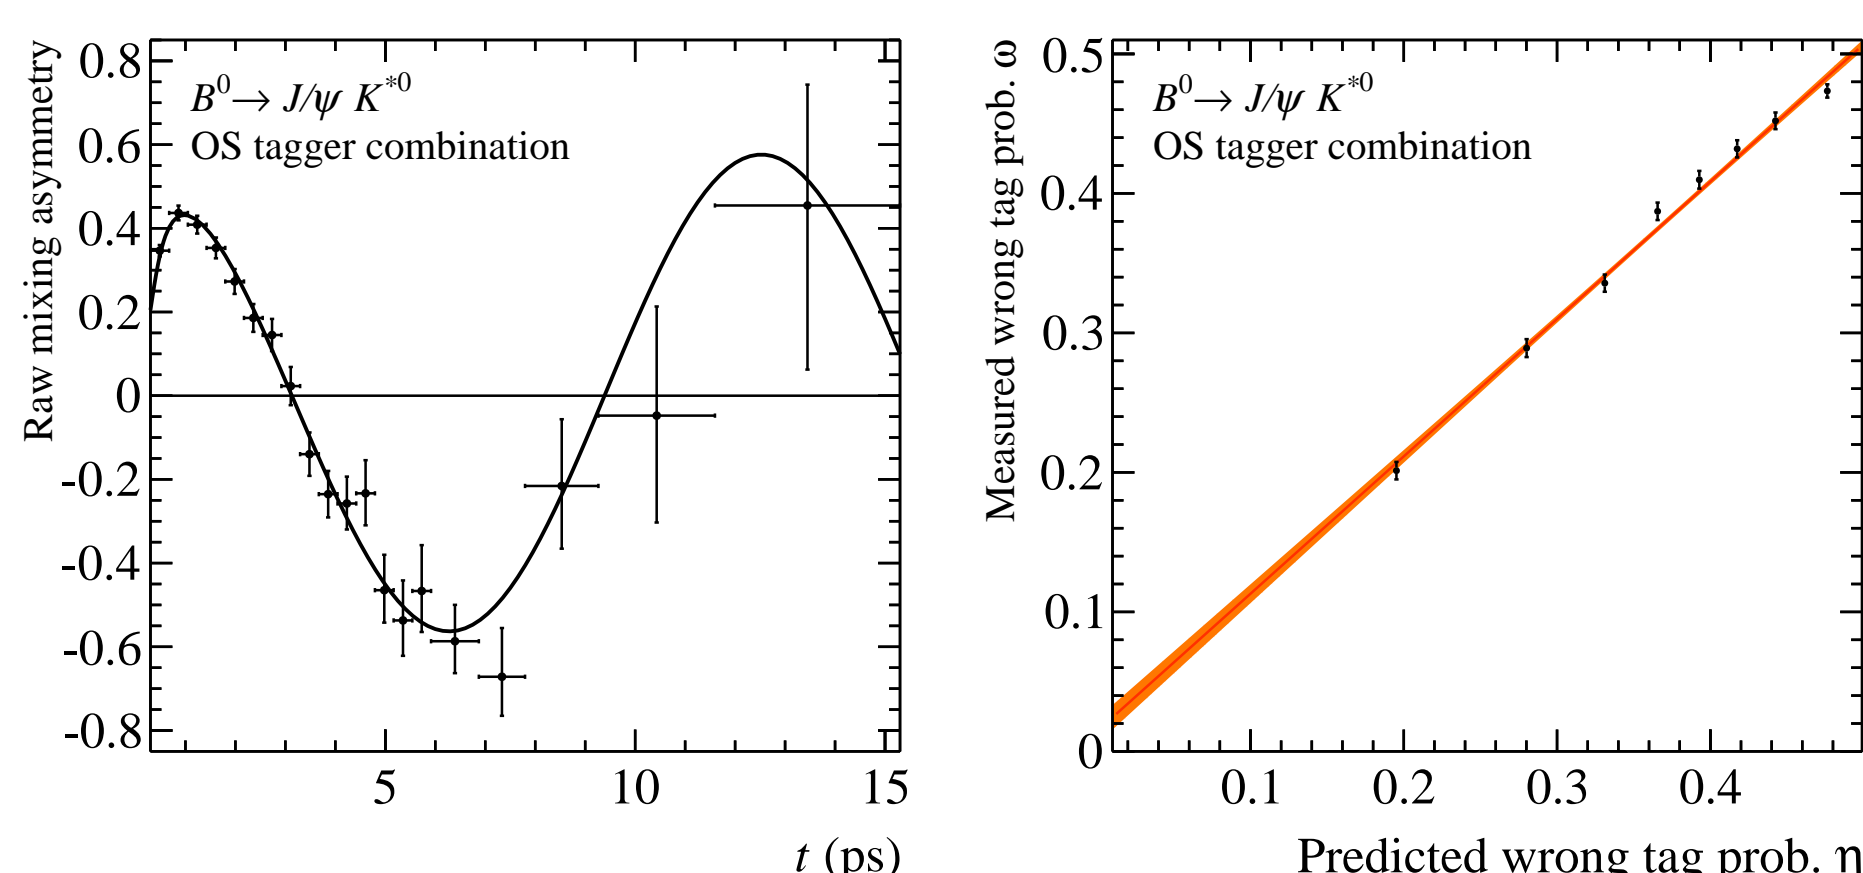 Raw mixing asymmetry
0.8
0.6
0.4
0.2
0
-0.2
-0.4
-0.6
-0.8
B⁰→ J/ψ K*⁰
OS tagger combination
5 10 15
t (ps)
Measured wrong tag prob. ω
0.5
0.4
0.3
0.2
0.1
0
B⁰→ J/ψ K*⁰
OS tagger combination
0.1 0.2 0.3 0.4
Predicted wrong tag prob. η